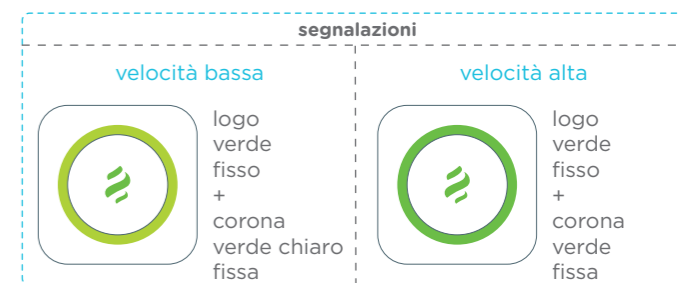 segnalazioni
velocità bassa
logo
verde
fisso
+
corona
verde chiaro
fissa
velocità alta
logo
verde
fisso
+
corona
verde
fissa